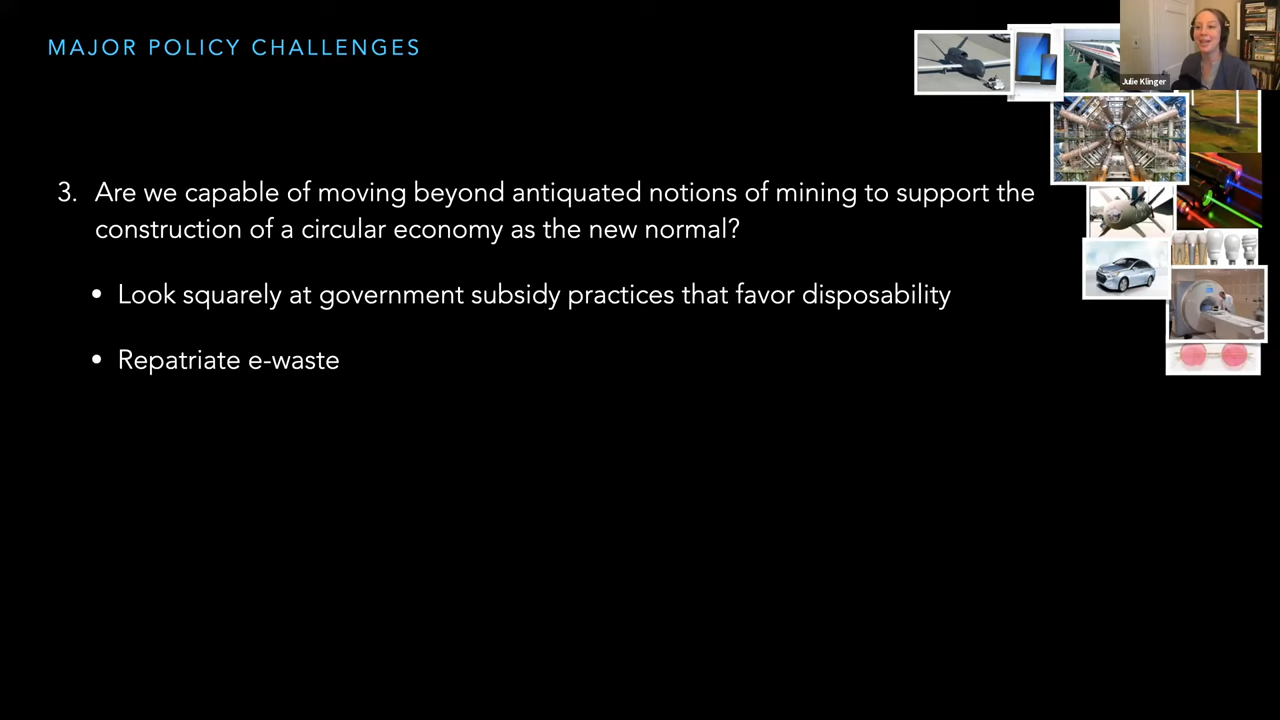 MAJOR POLICY CHALLENGES
Julie Klinger
3. Are we capable of moving beyond antiquated notions of mining to support the
construction of a circular economy as the new normal?
• Look squarely at government subsidy practices that favor disposability
• Repatriate e-waste